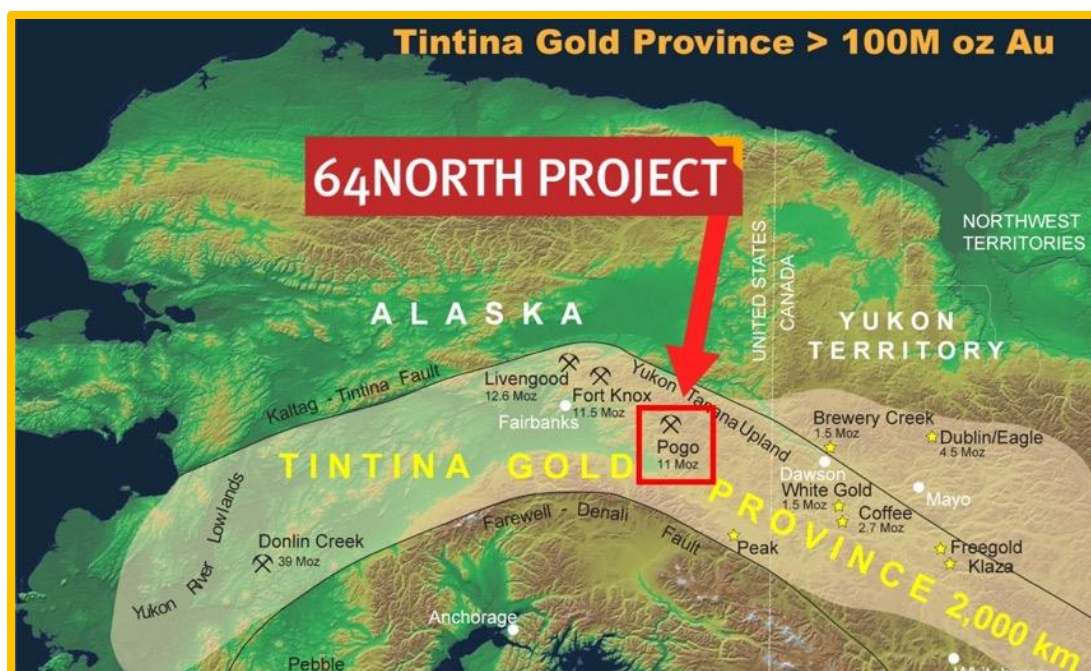 Tintina Gold Province > 100M oz Au
64NORTH PROJECT
NORTHWEST
TERRITORIES
UNITED STATES
CANADA
ALASKA
YUKON
TERRITORY
Kaltag - Tintina Fault
Livengood
12.6 Moz
Fort Knox
11.5 Moz
Fairbanks
Yukon - Tanana Upland
Pogo
11 Moz
Brewery Creek
1.5 Moz
Dawson
Dublin/Eagle
4.5 Moz
Mayo
TINTINA GOLD PROVINCE 2,000 km
White Gold
1.5 Moz
Coffee
2.7 Moz
Yukon River Lowlands
Donlin Creek
39 Moz
Farewell - Denali Fault
Peak
Freegold
Klaza
Anchorage
Pebble